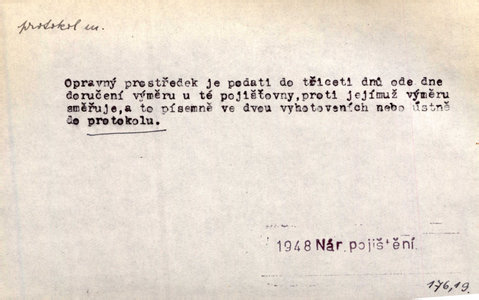 protokol m.
Opravný prostředek je podati do třiceti dnů ode dne
doručení výměru u té pojišťovny,proti jejímuž výměru
směřuje,a to písemně ve dvou vyhotoveních nebo ústně
do protokolu.
1948 Nár pojištění
176,19.